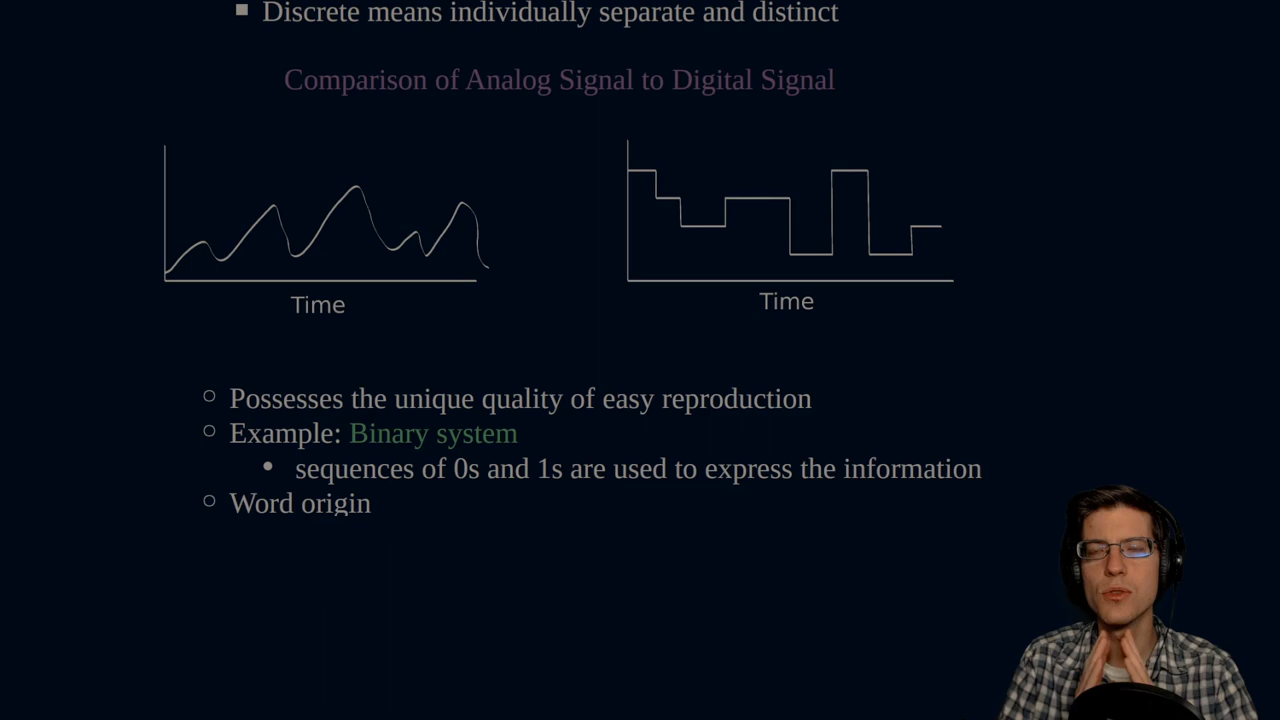 Discrete means individually separate and distinct
Comparison of Analog Signal to Digital Signal
Time
Time
Possesses the unique quality of easy reproduction
Example: Binary system
sequences of 0s and 1s are used to express the information
Word origin